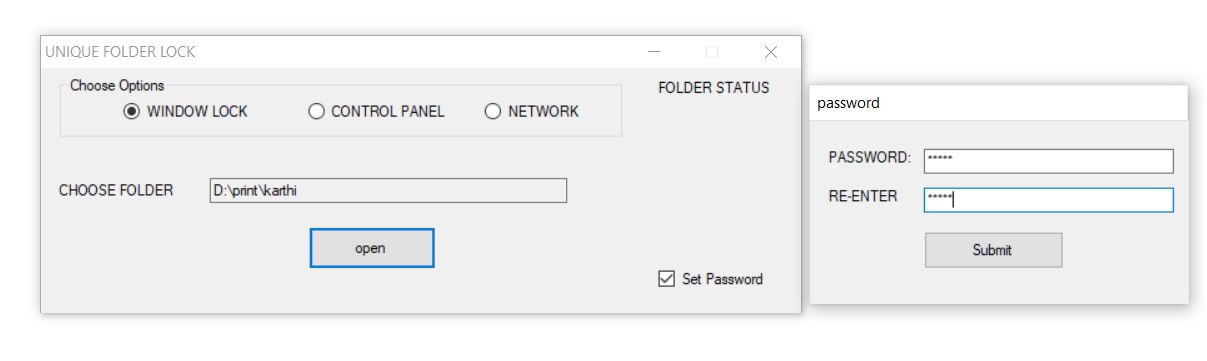 UNIQUE FOLDER LOCK
Choose Options
FOLDER STATUS
WINDOW LOCK CONTROL PANEL NETWORK
CHOOSE FOLDER D:\print\karthi
open
Set Password
password
PASSWORD: *****
RE-ENTER *****
Submit